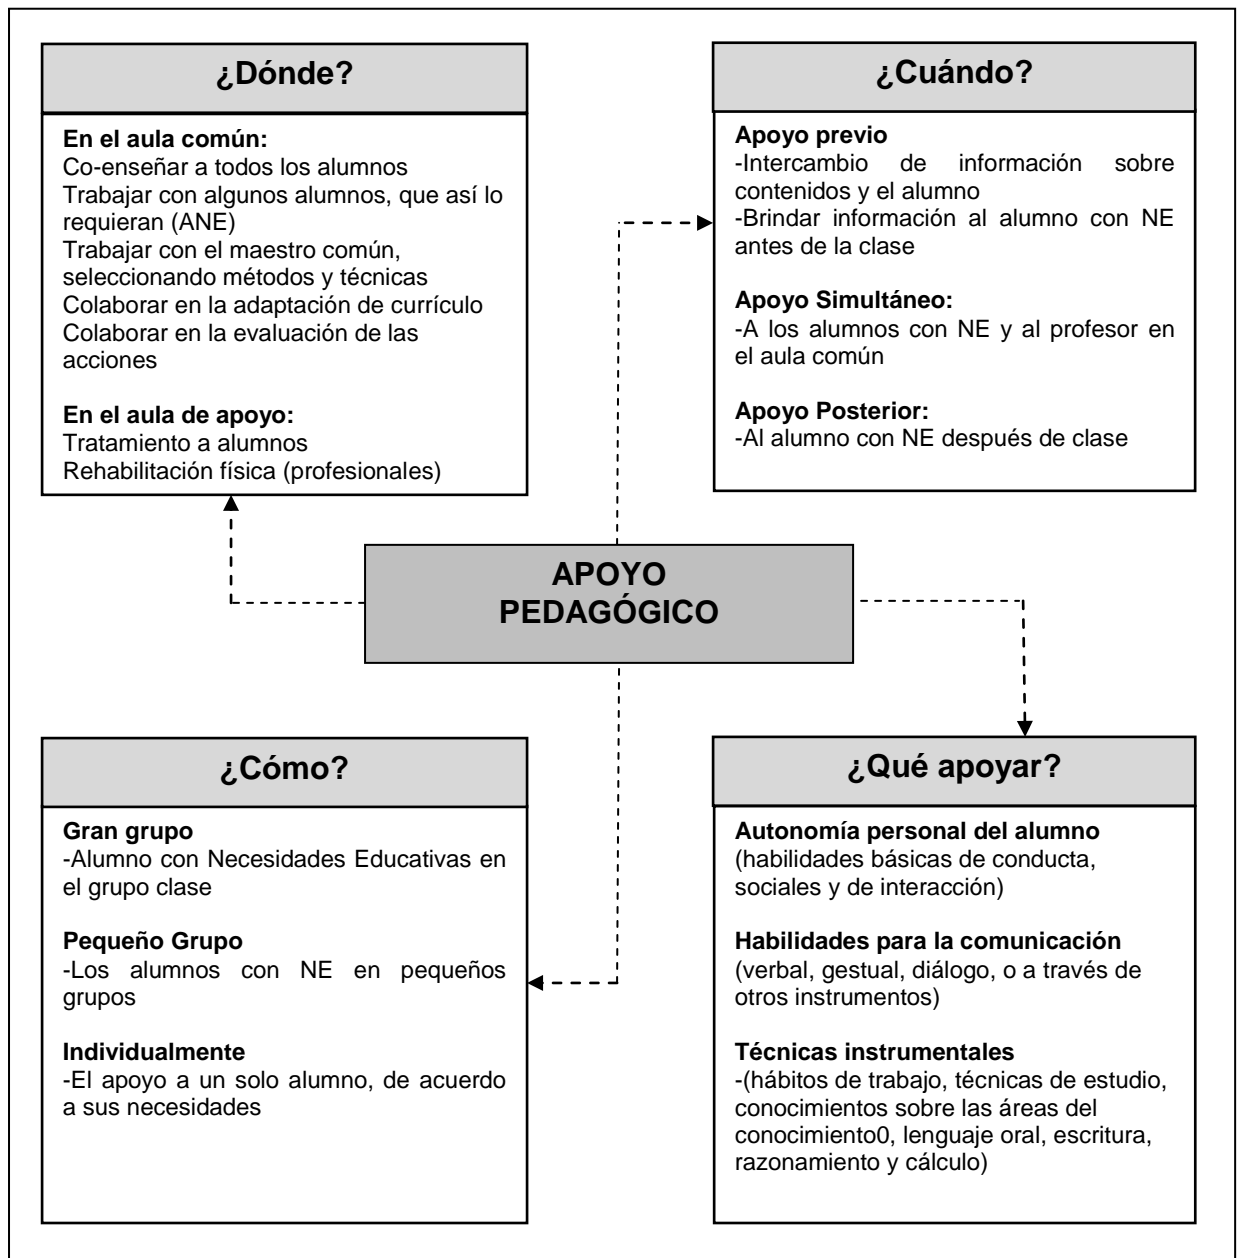 ¿Dónde?
En el aula común:
Co-enseñar a todos los alumnos
Trabajar con algunos alumnos, que así lo
requieran (ANE)
Trabajar con el maestro común,
seleccionando métodos y técnicas
Colaborar en la adaptación de currículo
Colaborar en la evaluación de las
acciones
En el aula de apoyo:
Tratamiento a alumnos
Rehabilitación física (profesionales)
¿Cuándo?
Apoyo previo
-Intercambio de información sobre
contenidos y el alumno
-Brindar información al alumno con NE
antes de la clase
Apoyo Simultáneo:
-A los alumnos con NE y al profesor en
el aula común
Apoyo Posterior:
-Al alumno con NE después de clase
APOYO
PEDAGÓGICO
¿Cómo?
Gran grupo
-Alumno con Necesidades Educativas en
el grupo clase
Pequeño Grupo
-Los alumnos con NE en pequeños
grupos
Individualmente
-El apoyo a un solo alumno, de acuerdo
a sus necesidades
¿Qué apoyar?
Autonomía personal del alumno
(habilidades básicas de conducta,
sociales y de interacción)
Habilidades para la comunicación
(verbal, gestual, diálogo, o a través de
otros instrumentos)
Técnicas instrumentales
-(hábitos de trabajo, técnicas de estudio,
conocimientos sobre las áreas del
conocimiento0, lenguaje oral, escritura,
razonamiento y cálculo)